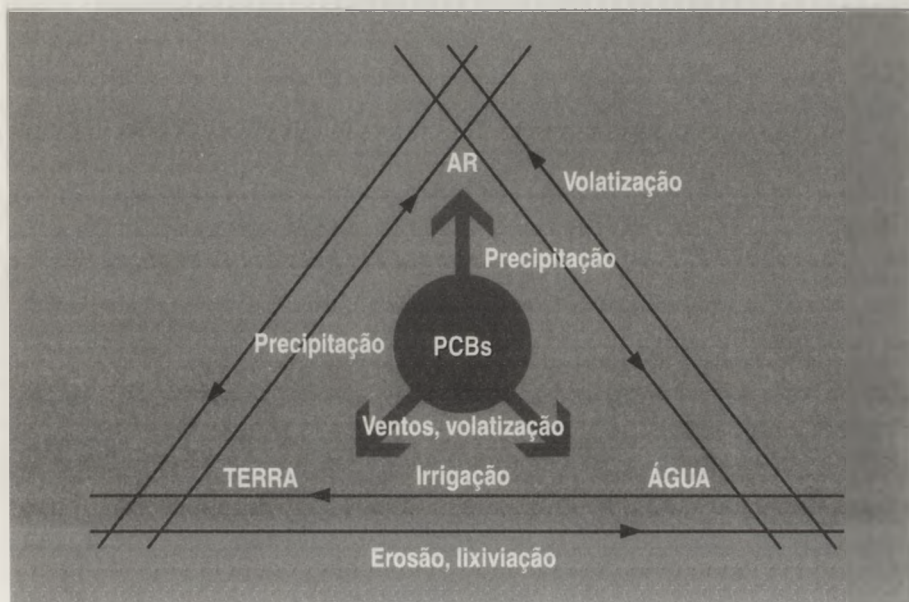 AR
Volatização
Precipitação
Precipitação
PCBs
Ventos, volatização
TERRA
Irrigação
ÁGUA
Erosão, lixiviação